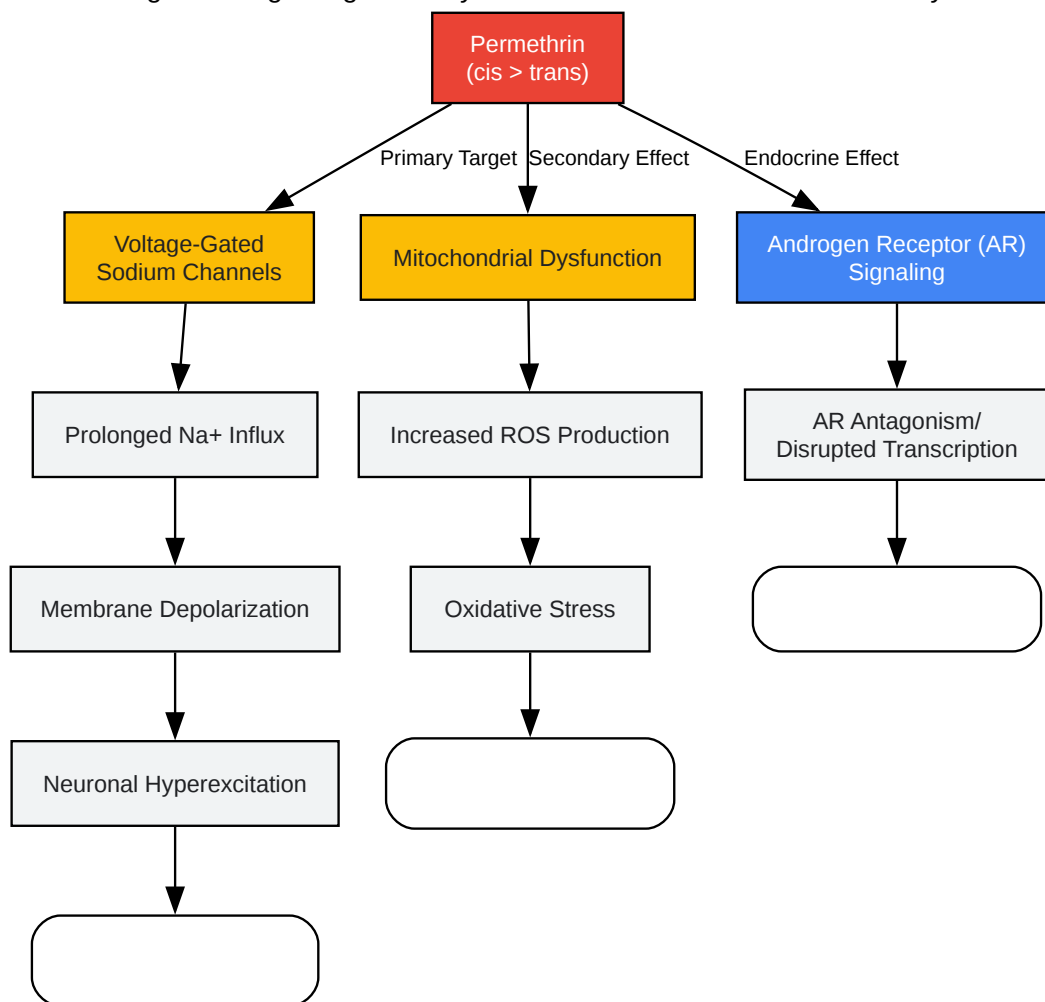 Permethrin
(cis > trans)
Primary Target
Secondary Effect
Endocrine Effect
Voltage-Gated
Sodium Channels
Mitochondrial Dysfunction
Androgen Receptor (AR)
Signaling
Prolonged Na+ Influx
Increased ROS Production
AR Antagonism/
Disrupted Transcription
Membrane Depolarization
Oxidative Stress
Neuronal Hyperexcitation